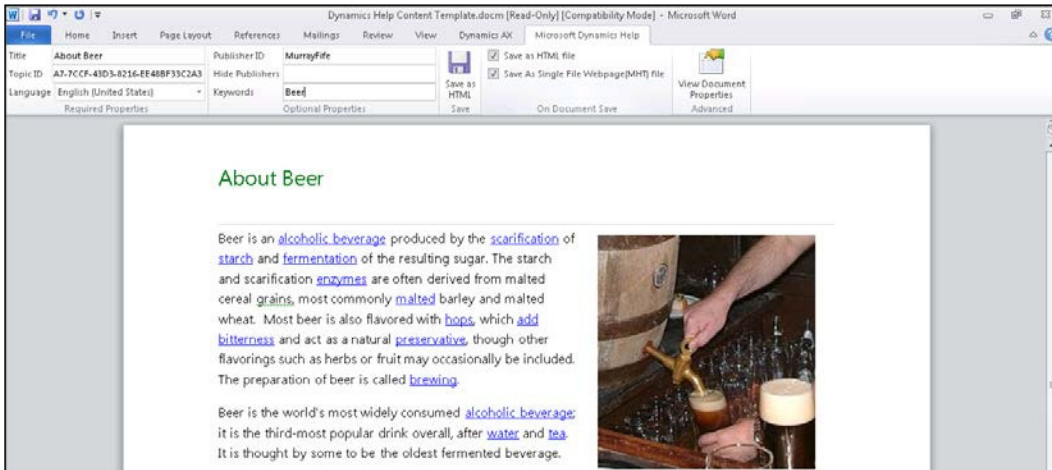 Dynamics Help Content Template.docm [Read-Only] [Compatibility Mode] - Microsoft Word
File Home Insert Page Layout References Mailings Review View Dynamics AX Microsoft Dynamics Help
Title About Beer Publisher ID MurrayFife Save as HTML file
Topic ID A7-7CCF-43D3-8216-EE48BF33C2A3 Hide Publishers Save As Single File Webpage(MHT) file
Language English (United States) Keywords Beer Save as HTML View Document Properties
Required Properties Optional Properties Save On Document Save Advanced
About Beer
Beer is an alcoholic beverage produced by the scarification of
starch and fermentation of the resulting sugar. The starch
and scarification enzymes are often derived from malted
cereal grains, most commonly malted barley and malted
wheat. Most beer is also flavored with hops, which add
bitterness and act as a natural preservative, though other
flavorings such as herbs or fruit may occasionally be included.
The preparation of beer is called brewing.
Beer is the world's most widely consumed alcoholic beverage;
it is the third-most popular drink overall, after water and tea.
It is thought by some to be the oldest fermented beverage.